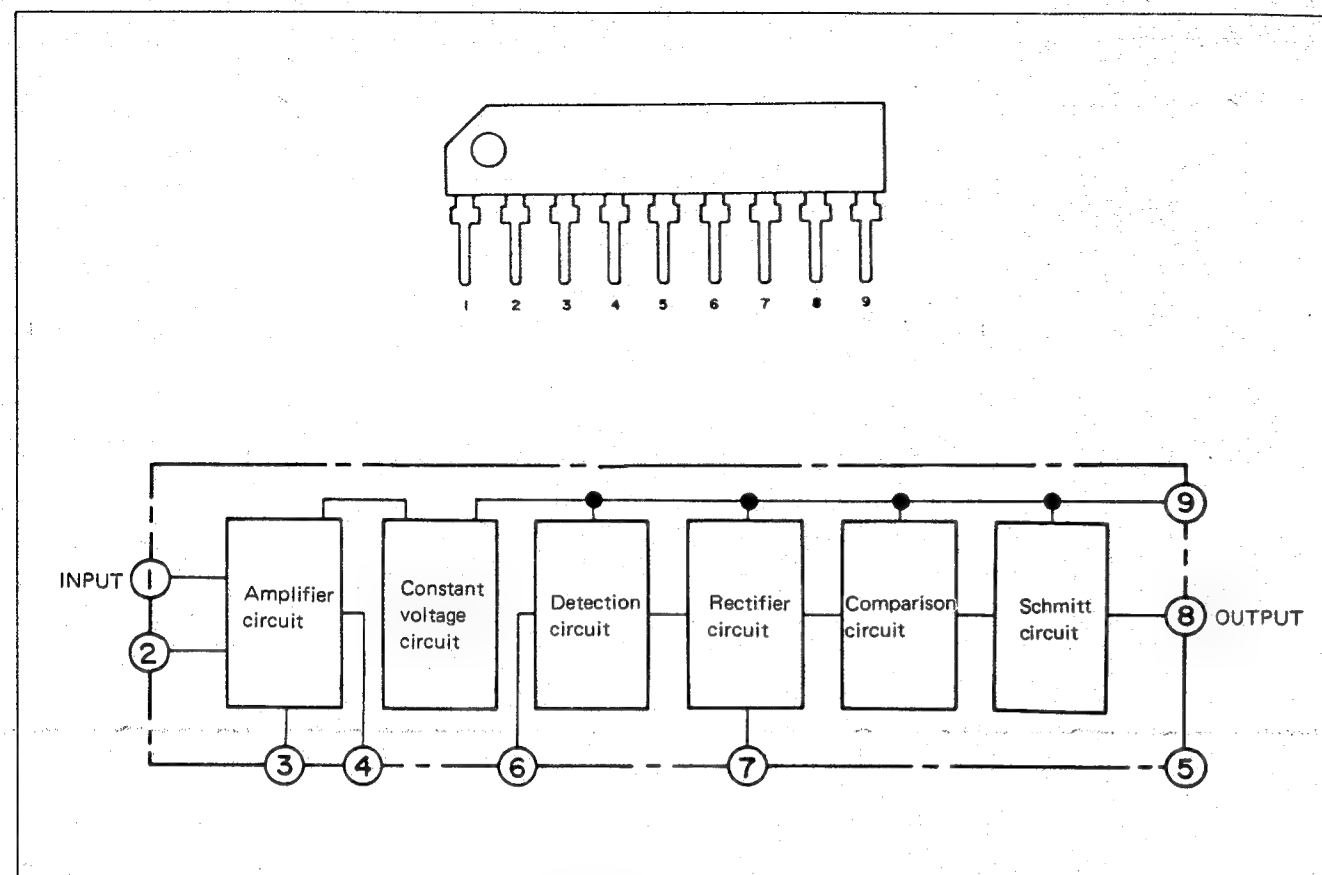 1 2 3 4 5 6 7 8 9
9
INPUT 1
Amplifier
circuit
Constant
voltage
circuit
Detection
circuit
Rectifier
circuit
Comparison
circuit
Schmitt
circuit
8 OUTPUT
2
3 4 6 7 5